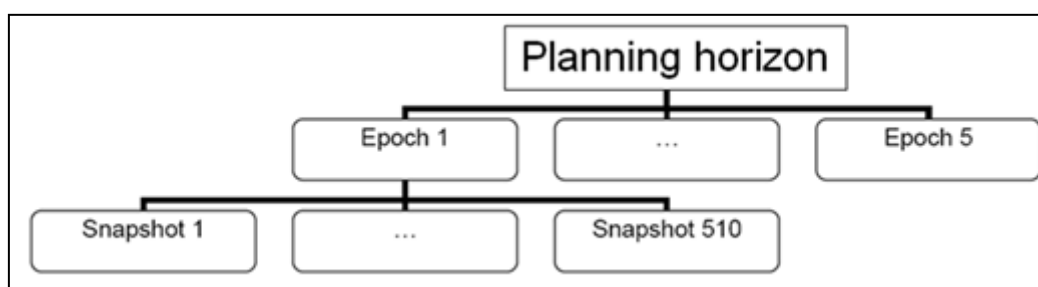 Planning horizon
Epoch 1
...
Epoch 5
Snapshot 1
...
Snapshot 510